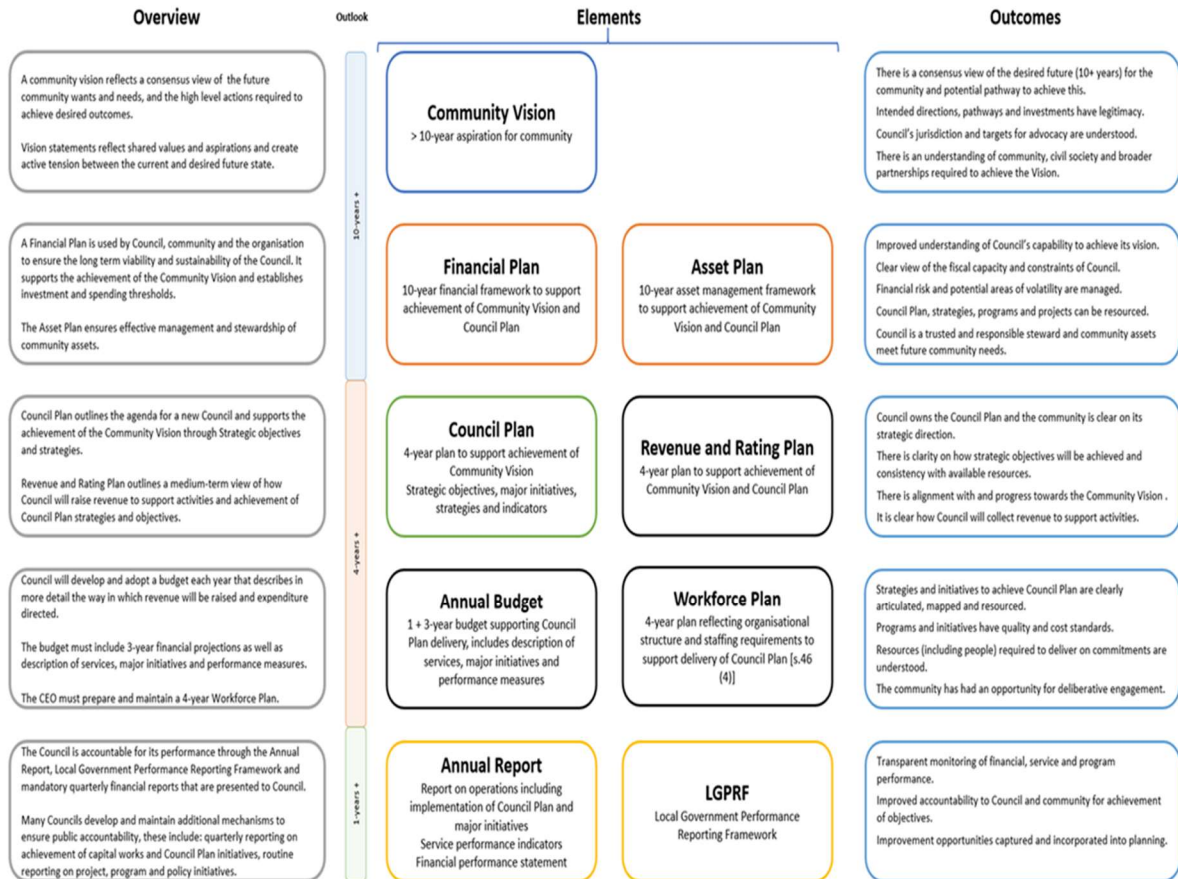 Overview
Outlook
Elements
Outcomes
A community vision reflects a consensus view of the future
community wants and needs, and the high level actions required to
achieve desired outcomes.
Vision statements reflect shared values and aspirations and create
active tension between the current and desired future state.
10-years +
Community Vision
> 10-year aspiration for community
There is a consensus view of the desired future (10+ years) for the
community and potential pathway to achieve this.
Intended directions, pathways and investments have legitimacy.
Council's jurisdiction and targets for advocacy are understood.
There is an understanding of community, civil society and broader
partnerships required to achieve the Vision.
A Financial Plan is used by Council, community and the organisation
to ensure the long term viability and sustainability of the Council. It
supports the achievement of the Community Vision and establishes
investment and spending thresholds.
The Asset Plan ensures effective management and stewardship of
community assets.
Financial Plan
10-year financial framework to support
achievement of Community Vision and
Council Plan
Asset Plan
10-year asset management framework
to support achievement of Community
Vision and Council Plan
Improved understanding of Council's capability to achieve its vision.
Clear view of the fiscal capacity and constraints of Council.
Financial risk and potential areas of volatility are managed.
Council Plan, strategies, programs and projects can be resourced.
Council is a trusted and responsible steward and community assets
meet future community needs.
Council Plan outlines the agenda for a new Council and supports the
achievement of the Community Vision through Strategic objectives
and strategies.
Revenue and Rating Plan outlines a medium-term view of how
Council will raise revenue to support activities and achievement of
Council Plan strategies and objectives.
4-years +
Council Plan
4-year plan to support achievement of
Community Vision
Strategic objectives, major initiatives,
strategies and indicators
Revenue and Rating Plan
4-year plan to support achievement of
Community Vision and Council Plan
Council owns the Council Plan and the community is clear on its
strategic direction.
There is clarity on how strategic objectives will be achieved and
consistency with available resources.
There is alignment with and progress towards the Community Vision .
It is clear how Council will collect revenue to support activities.
Council will develop and adopt a budget each year that describes in
more detail the way in which revenue will be raised and expenditure
directed.
The budget must include 3-year financial projections as well as
description of services, major initiatives and performance measures.
The CEO must prepare and maintain a 4-year Workforce Plan.
Annual Budget
1 + 3-year budget supporting Council
Plan delivery, includes description of
services, major initiatives and
performance measures
Workforce Plan
4-year plan reflecting organisational
structure and staffing requirements to
support delivery of Council Plan [s.46
(4)]
Strategies and initiatives to achieve Council Plan are clearly
articulated, mapped and resourced.
Programs and initiatives have quality and cost standards.
Resources (including people) required to deliver on commitments are
understood.
The community has had an opportunity for deliberative engagement.
The Council is accountable for its performance through the Annual
Report, Local Government Performance Reporting Framework and
mandatory quarterly financial reports that are presented to Council.
Many Councils develop and maintain additional mechanisms to
ensure public accountability, these include: quarterly reporting on
achievement of capital works and Council Plan initiatives, routine
reporting on project, program and policy initiatives.
1-years +
Annual Report
Report on operations including
implementation of Council Plan and
major initiatives
Service performance indicators
Financial performance statement
LGPRF
Local Government Performance
Reporting Framework
Transparent monitoring of financial, service and program
performance.
Improved accountability to Council and community for achievement
of objectives.
Improvement opportunities captured and incorporated into planning.